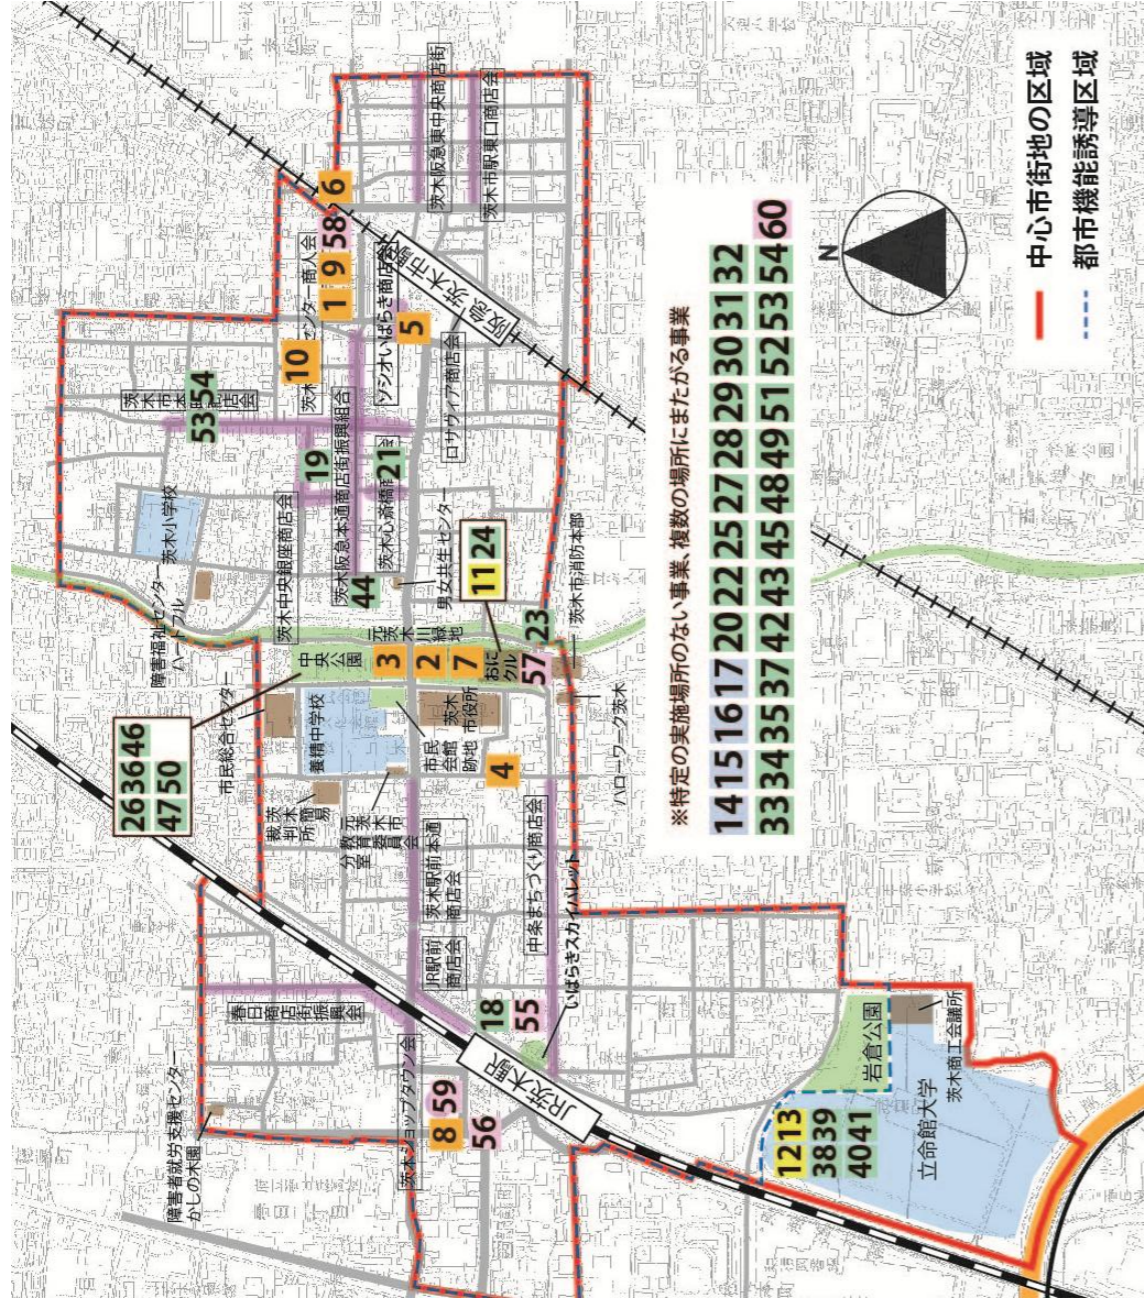 障害者就労支援センター
かしの木園
春日商店街振興会
茨木ショップタウン会
8 59
56
JR茨木駅
18
55
いばらきスカイパレット
JR駅前
商店会
茨木駅前本通
商店会
中条まちづくり商店会
26 36 46
47 50
市民総合センター
養精中学校
茨木簡易
裁判所
元茨木市
教育委員会
分室
市民
会館
跡地
茨木
市役所
4
中央
公園
3
2
7
おに
クル
57
23
元茨木川緑地
11 24
ハローワーク茨木
茨木市消防本部
障害福祉センター
ハートフル
茨木小学校
茨木中央銀座商店会
茨木阪急本通商店街振興組合
44
茨木心斎橋
21
19
男女共生センター
53 54
10
センター商人会
1 9 58 6
ソシオいばらき商店会
5
ロサヴィア商店会
阪急茨木市駅
茨木阪急東中央商店街
茨木市駅東口商店会
12 13
38 39
40 41
岩倉公園
立命館大学
茨木商工会議所
※特定の実施場所のない事業、複数の場所にまたがる事業
14 15 16 17 20 22 25 27 28 29 30 31 32
33 34 35 37 42 43 45 48 49 51 52 53 54 60
N
中心市街地の区域
都市機能誘導区域